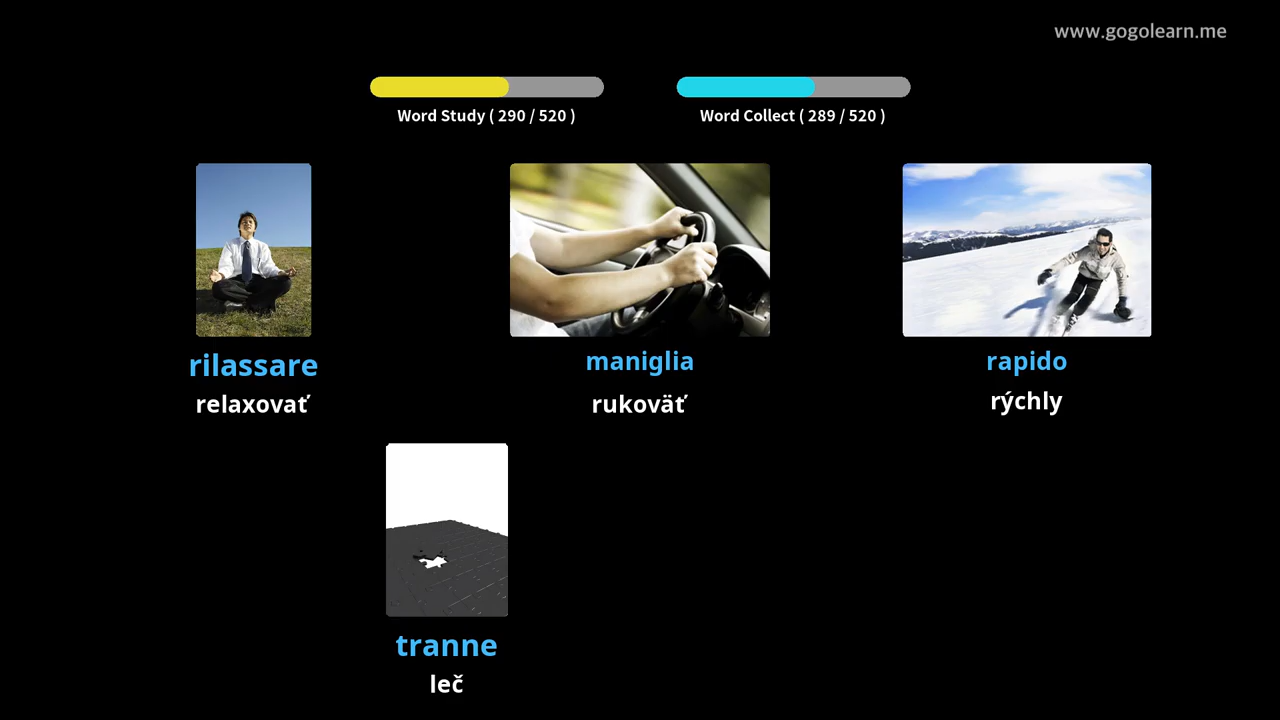 www.gogolearn.me
Word Study ( 290 / 520 )
Word Collect ( 289 / 520 )
rilassare
relaxovať
maniglia
rukoväť
rapido
rýchly
tranne
leč